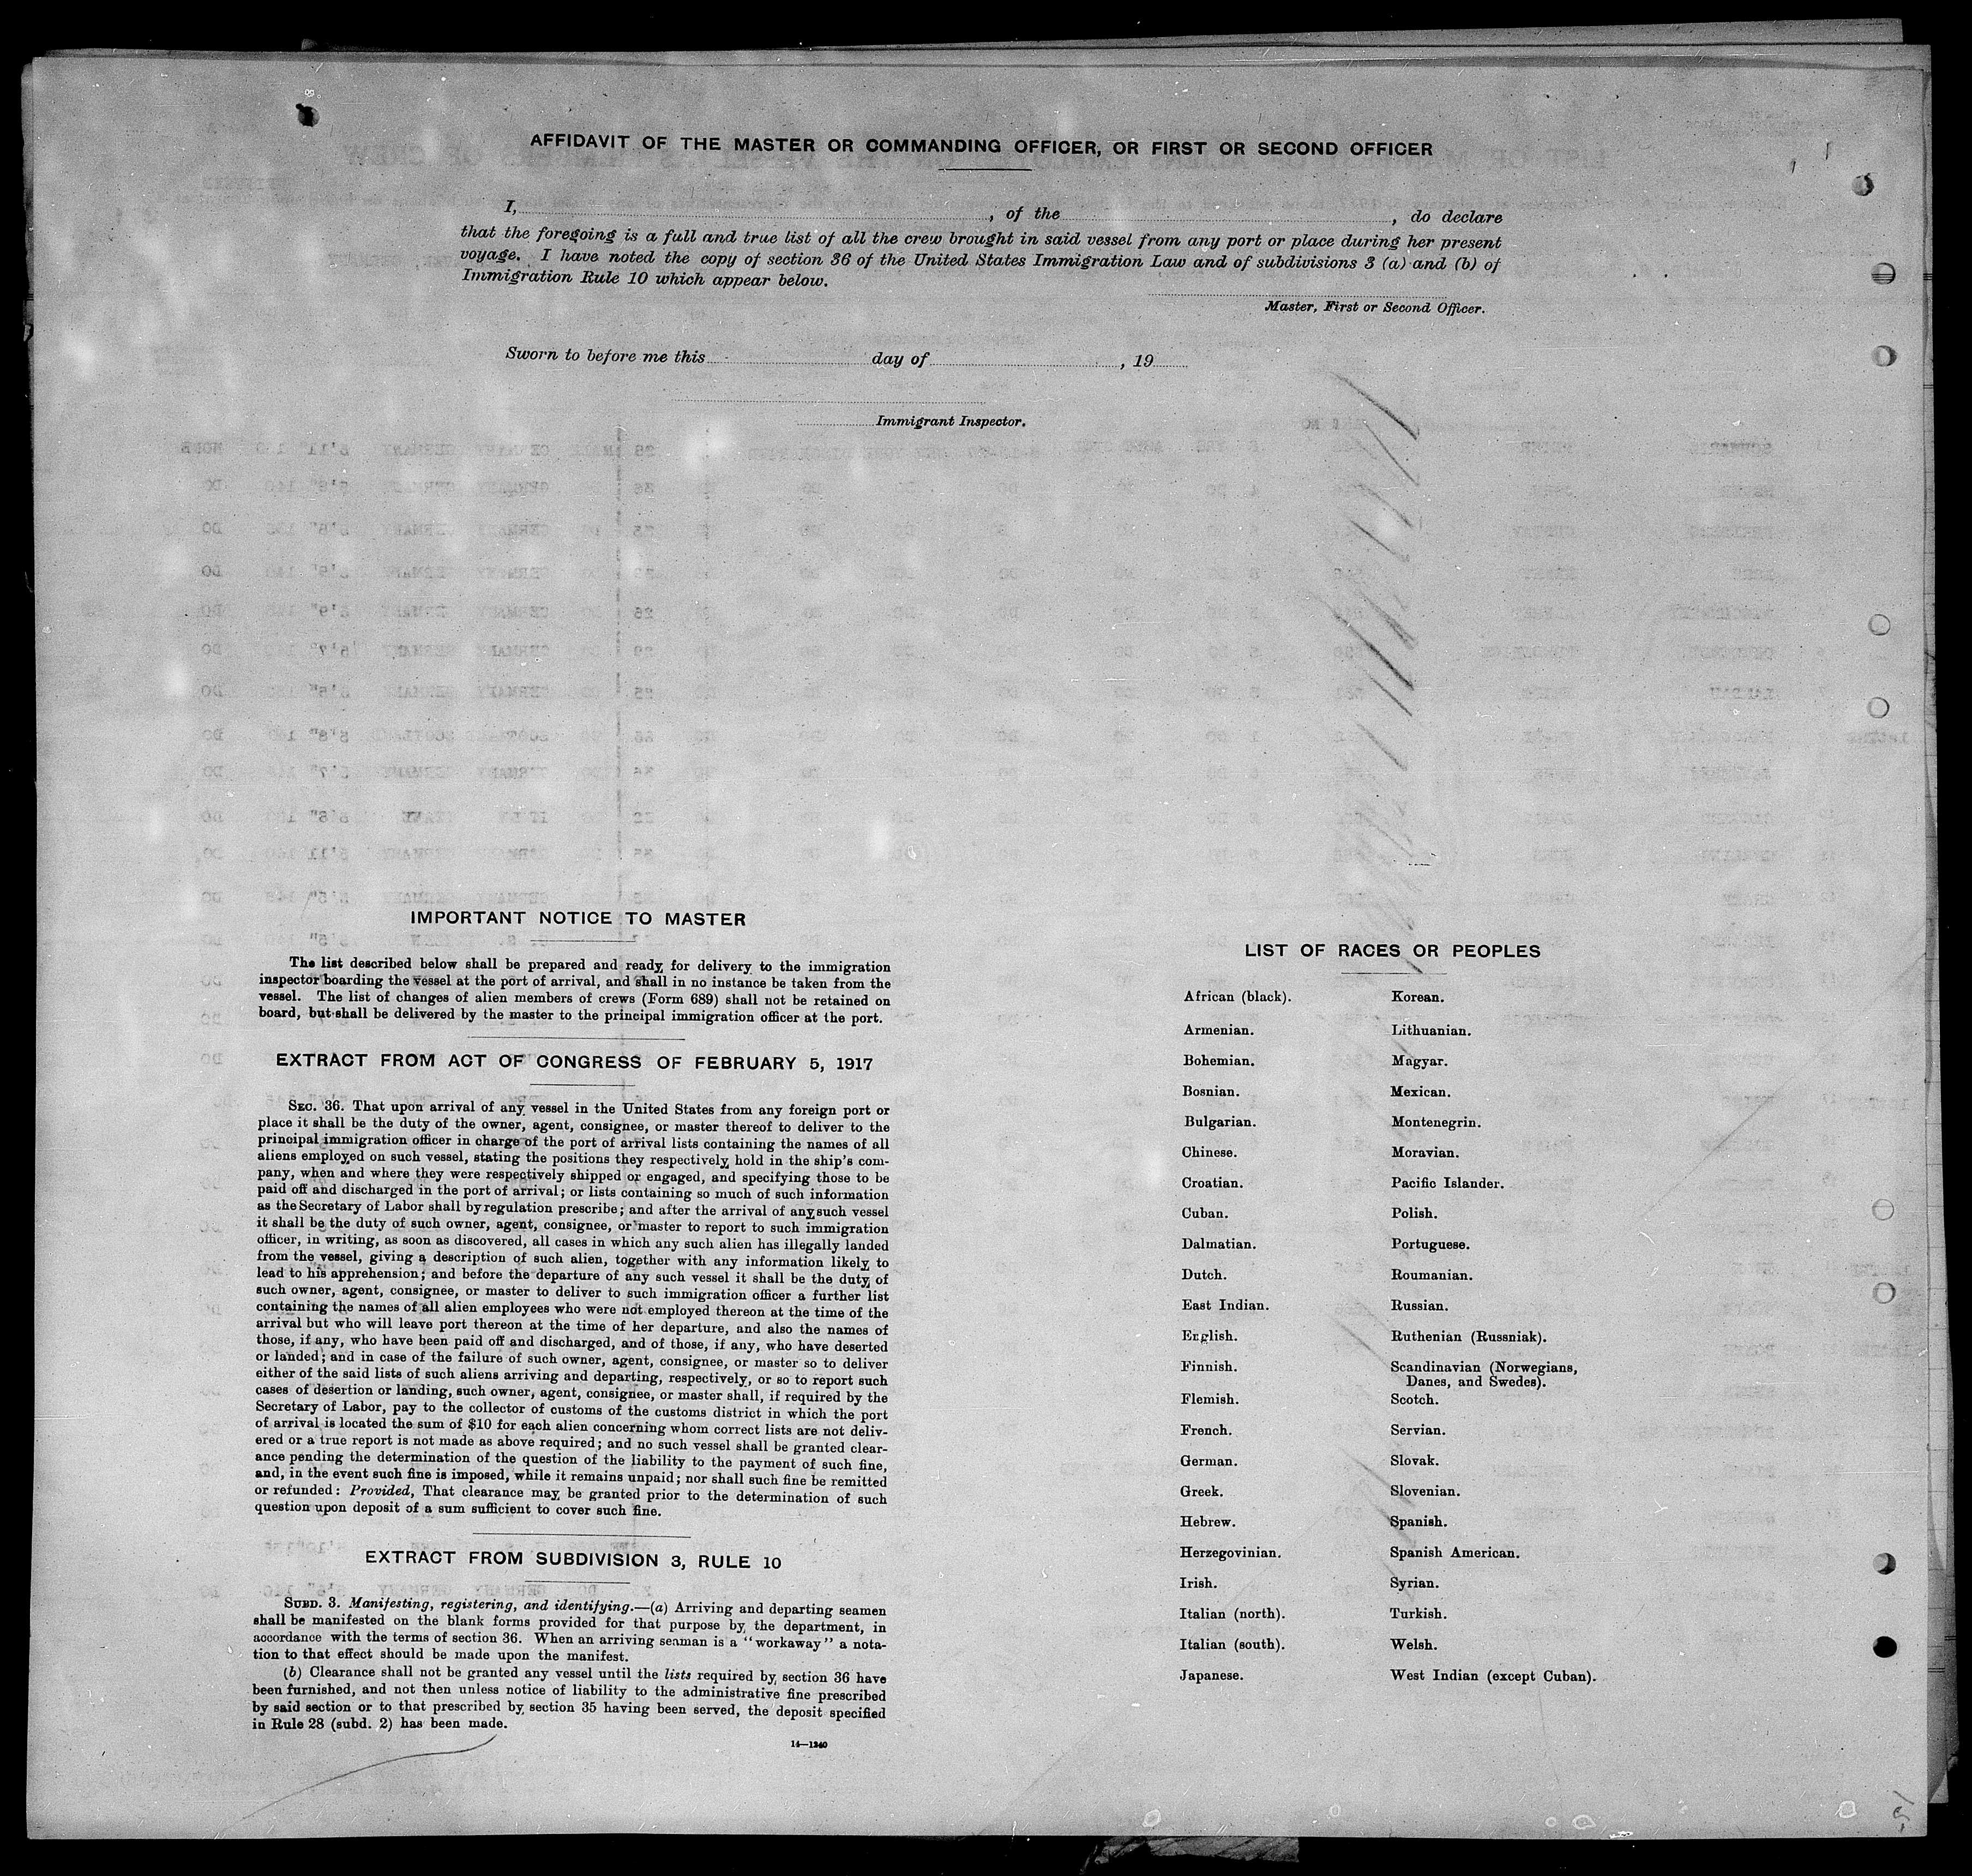 AFFIDAVIT OF THE MASTER OR COMMANDING OFFICER, OR FIRST OR SECOND OFFICER
I, , of the , do declare
that the foregoing is a full and true list of all the crew brought in said vessel from any port or place during her present
voyage. I have noted the copy of section 36 of the United States Immigration Law and of subdivisions 3 (a) and (b) of
Immigration Rule 10 which appear below.
Master, First or Second Officer.
Sworn to before me this day of , 19
Immigrant Inspector.
IMPORTANT NOTICE TO MASTER
The list described below shall be prepared and ready for delivery to the immigration
inspector boarding the vessel at the port of arrival, and shall in no instance be taken from the
vessel. The list of changes of alien members of crews (Form 689) shall not be retained on
board, but shall be delivered by the master to the principal immigration officer at the port.
EXTRACT FROM ACT OF CONGRESS OF FEBRUARY 5, 1917
SEC. 36. That upon arrival of any vessel in the United States from any foreign port or
place it shall be the duty of the owner, agent, consignee, or master thereof to deliver to the
principal immigration officer in charge of the port of arrival lists containing the names of all
aliens employed on such vessel, stating the positions they respectively hold in the ship's com-
pany, when and where they were respectively shipped or engaged, and specifying those to be
paid off and discharged in the port of arrival; or lists containing so much of such information
as the Secretary of Labor shall by regulation prescribe; and after the arrival of any such vessel
it shall be the duty of such owner, agent, consignee, or master to report to such immigration
officer, in writing, as soon as discovered, all cases in which any such alien has illegally landed
from the vessel, giving a description of such alien, together with any information likely to
lead to his apprehension; and before the departure of any such vessel it shall be the duty of
such owner, agent, consignee, or master to deliver to such immigration officer a further list
containing the names of all alien employees who were not employed thereon at the time of the
arrival but who will leave port thereon at the time of her departure, and also the names of
those, if any, who have been paid off and discharged, and of those, if any, who have deserted
or landed; and in case of the failure of such owner, agent, consignee, or master so to deliver
either of the said lists of such aliens arriving and departing, respectively, or so to report such
cases of desertion or landing, such owner, agent, consignee, or master shall, if required by the
Secretary of Labor, pay to the collector of customs of the customs district in which the port
of arrival is located the sum of $10 for each alien concerning whom correct lists are not deliv-
ered or a true report is not made as above required; and no such vessel shall be granted clear-
ance pending the determination of the question of the liability to the payment of such fine,
and, in the event such fine is imposed, while it remains unpaid; nor shall such fine be remitted
or refunded: Provided, That clearance may be granted prior to the determination of such
question upon deposit of a sum sufficient to cover such fine.
EXTRACT FROM SUBDIVISION 3, RULE 10
SUBD. 3. Manifesting, registering, and identifying.—(a) Arriving and departing seamen
shall be manifested on the blank forms provided for that purpose by the department, in
accordance with the terms of section 36. When an arriving seaman is a "workaway" a nota-
tion to that effect should be made upon the manifest.
(b) Clearance shall not be granted any vessel until the lists required by section 36 have
been furnished, and not then unless notice of liability to the administrative fine prescribed
by said section or to that prescribed by section 35 having been served, the deposit specified
in Rule 28 (subd. 2) has been made.
14—1240
LIST OF RACES OR PEOPLES
African (black).
Armenian.
Bohemian.
Bosnian.
Bulgarian.
Chinese.
Croatian.
Cuban.
Dalmatian.
Dutch.
East Indian.
English.
Finnish.
Flemish.
French.
German.
Greek.
Hebrew.
Herzegovinian.
Irish.
Italian (north).
Italian (south).
Japanese.
Korean.
Lithuanian.
Magyar.
Mexican.
Montenegrin.
Moravian.
Pacific Islander.
Polish.
Portuguese.
Roumanian.
Russian.
Ruthenian (Russniak).
Scandinavian (Norwegians,
Danes, and Swedes).
Scotch.
Servian.
Slovak.
Slovenian.
Spanish.
Spanish American.
Syrian.
Turkish.
Welsh.
West Indian (except Cuban).